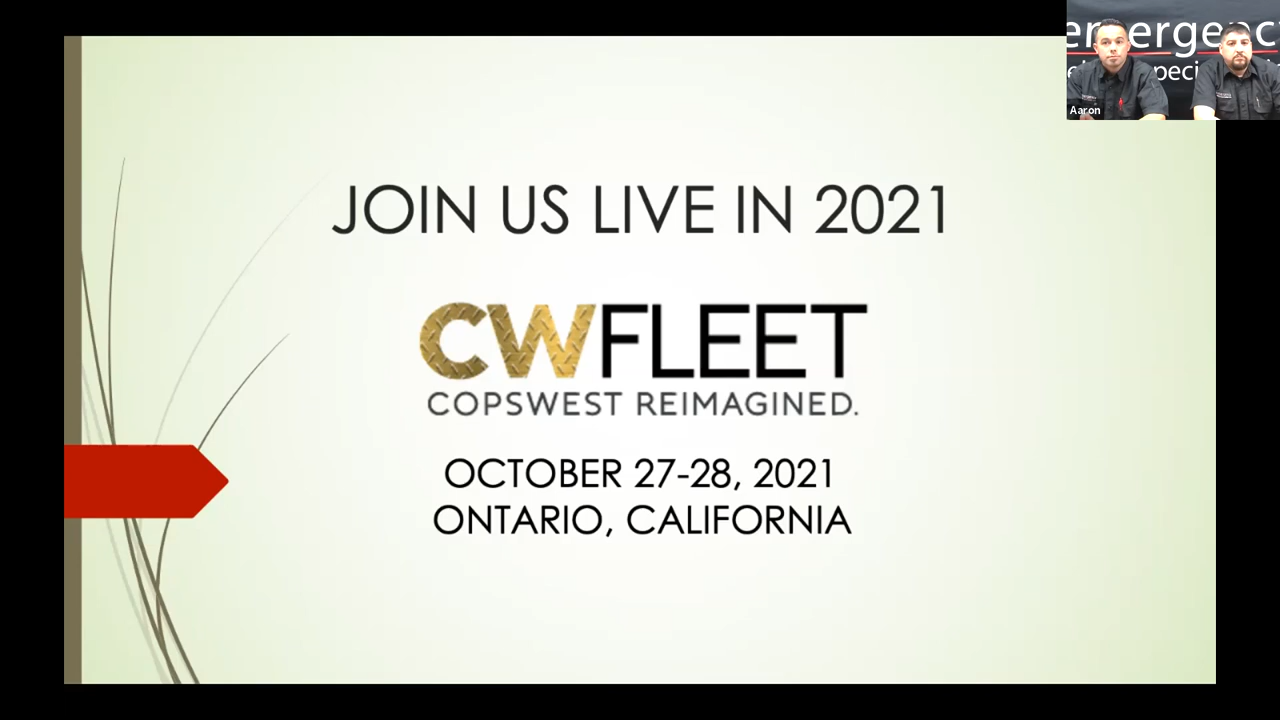 JOIN US LIVE IN 2021
CWFLEET
COPSWEST REIMAGINED.
OCTOBER 27-28, 2021
ONTARIO, CALIFORNIA
Aaron